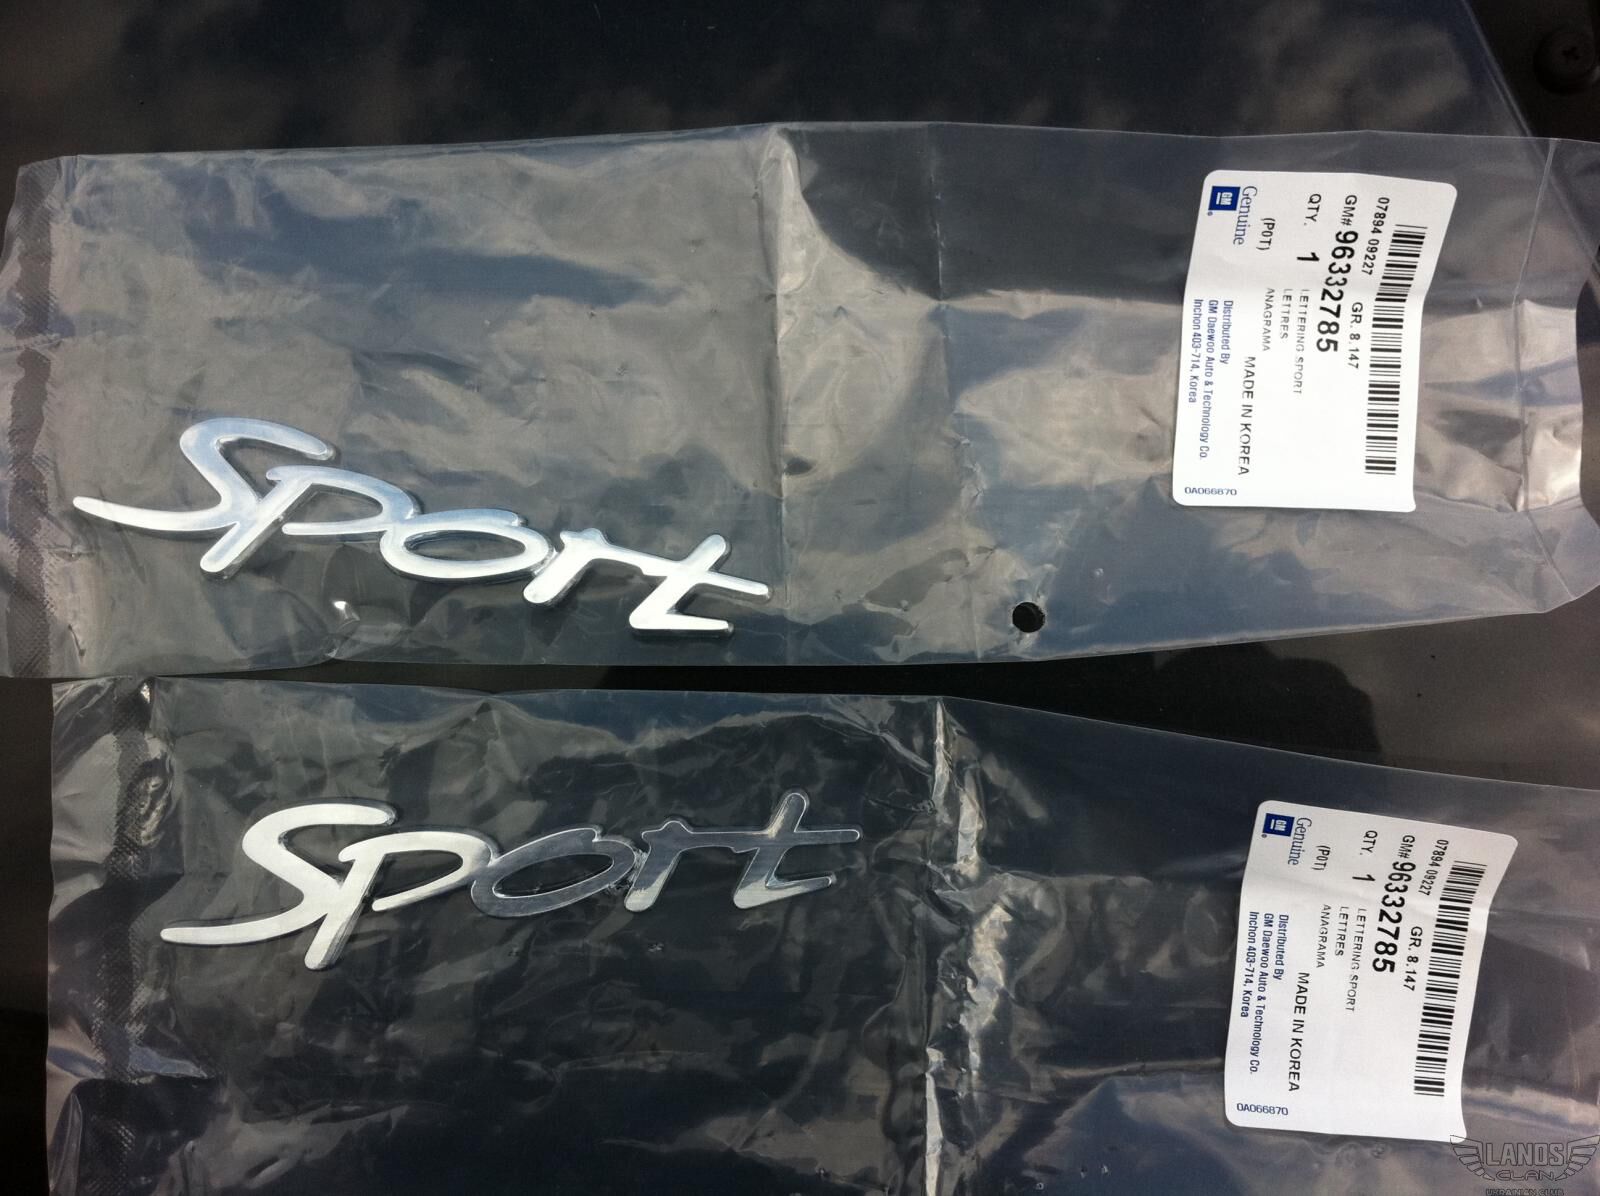 Sport
07894 09227 GR. 8.147
GM# 96332785
QTY. 1 LETTERING:SPORT
LETTRES
(P0T) ANAGRAMA
MADE IN KOREA
GM Genuine
Distributed By
GM Daewoo Auto & Technology Co.
Inchon 403-714, Korea
0A066870
Sport
07894 09227 GR. 8.147
GM# 96332785
QTY. 1 LETTERING:SPORT
LETTRES
(P0T) ANAGRAMA
MADE IN KOREA
GM Genuine
Distributed By
GM Daewoo Auto & Technology Co.
Inchon 403-714, Korea
0A066870
LANOS
CLAN
UKRAINIAN CLUB